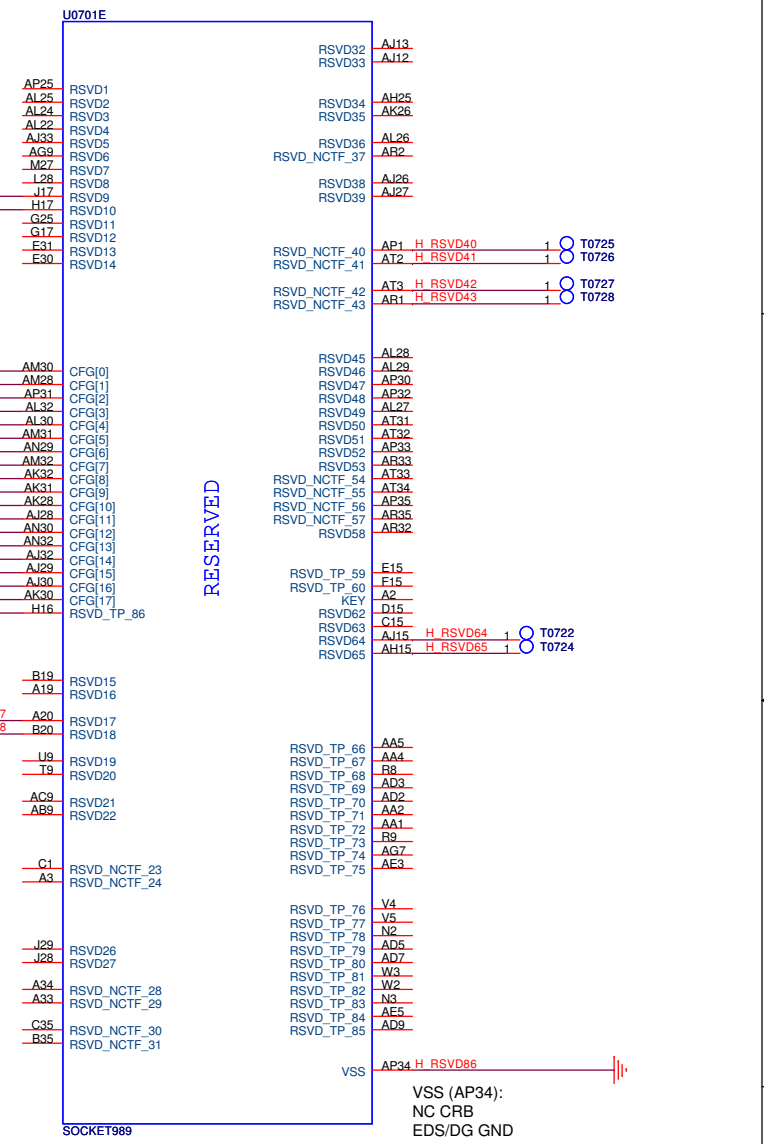 U0701E
RSVD32 AJ13
RSVD33 AJ12
AP25 RSVD1
AL25 RSVD2
AL24 RSVD3
AL22 RSVD4
AJ33 RSVD5
AG9 RSVD6
M27 RSVD7
L28 RSVD8
J17 RSVD9
H17 RSVD10
G25 RSVD11
G17 RSVD12
E31 RSVD13
E30 RSVD14
RSVD34 AH25
RSVD35 AK26
RSVD36 AL26
RSVD_NCTF_37 AR2
RSVD38 AJ26
RSVD39 AJ27
RSVD_NCTF_40 AP1 H_RSVD40 1 T0725
RSVD_NCTF_41 AT2 H_RSVD41 1 T0726
RSVD_NCTF_42 AT3 H_RSVD42 1 T0727
RSVD_NCTF_43 AR1 H_RSVD43 1 T0728
AM30 CFG[0]
AM28 CFG[1]
AP31 CFG[2]
AL32 CFG[3]
AL30 CFG[4]
AM31 CFG[5]
AN29 CFG[6]
AM32 CFG[7]
AK32 CFG[8]
AK31 CFG[9]
AK28 CFG[10]
AJ28 CFG[11]
AN30 CFG[12]
AN32 CFG[13]
AJ32 CFG[14]
AJ29 CFG[15]
AJ30 CFG[16]
AK30 CFG[17]
H16 RSVD_TP_86
RESERVED
RSVD45 AL28
RSVD46 AL29
RSVD47 AP30
RSVD48 AP32
RSVD49 AL27
RSVD50 AT31
RSVD51 AT32
RSVD52 AP33
RSVD53 AR33
RSVD_NCTF_54 AT33
RSVD_NCTF_55 AT34
RSVD_NCTF_56 AP35
RSVD_NCTF_57 AR35
RSVD58 AR32
RSVD_TP_59 E15
RSVD_TP_60 F15
KEY A2
RSVD62 D15
RSVD63 C15
RSVD64 AJ15 H_RSVD64 1 T0722
RSVD65 AH15 H_RSVD65 1 T0724
B19 RSVD15
A19 RSVD16
7 A20 RSVD17
8 B20 RSVD18
U9 RSVD19
T9 RSVD20
AC9 RSVD21
AB9 RSVD22
C1 RSVD_NCTF_23
A3 RSVD_NCTF_24
J29 RSVD26
J28 RSVD27
A34 RSVD_NCTF_28
A33 RSVD_NCTF_29
C35 RSVD_NCTF_30
B35 RSVD_NCTF_31
RSVD_TP_66 AA5
RSVD_TP_67 AA4
RSVD_TP_68 R8
RSVD_TP_69 AD3
RSVD_TP_70 AD2
RSVD_TP_71 AA2
RSVD_TP_72 AA1
RSVD_TP_73 R9
RSVD_TP_74 AG7
RSVD_TP_75 AE3
RSVD_TP_76 V4
RSVD_TP_77 V5
RSVD_TP_78 N2
RSVD_TP_79 AD5
RSVD_TP_80 AD7
RSVD_TP_81 W3
RSVD_TP_82 W2
RSVD_TP_83 N3
RSVD_TP_84 AE5
RSVD_TP_85 AD9
VSS AP34 H_RSVD86
VSS (AP34):
NC CRB
EDS/DG GND
SOCKET989